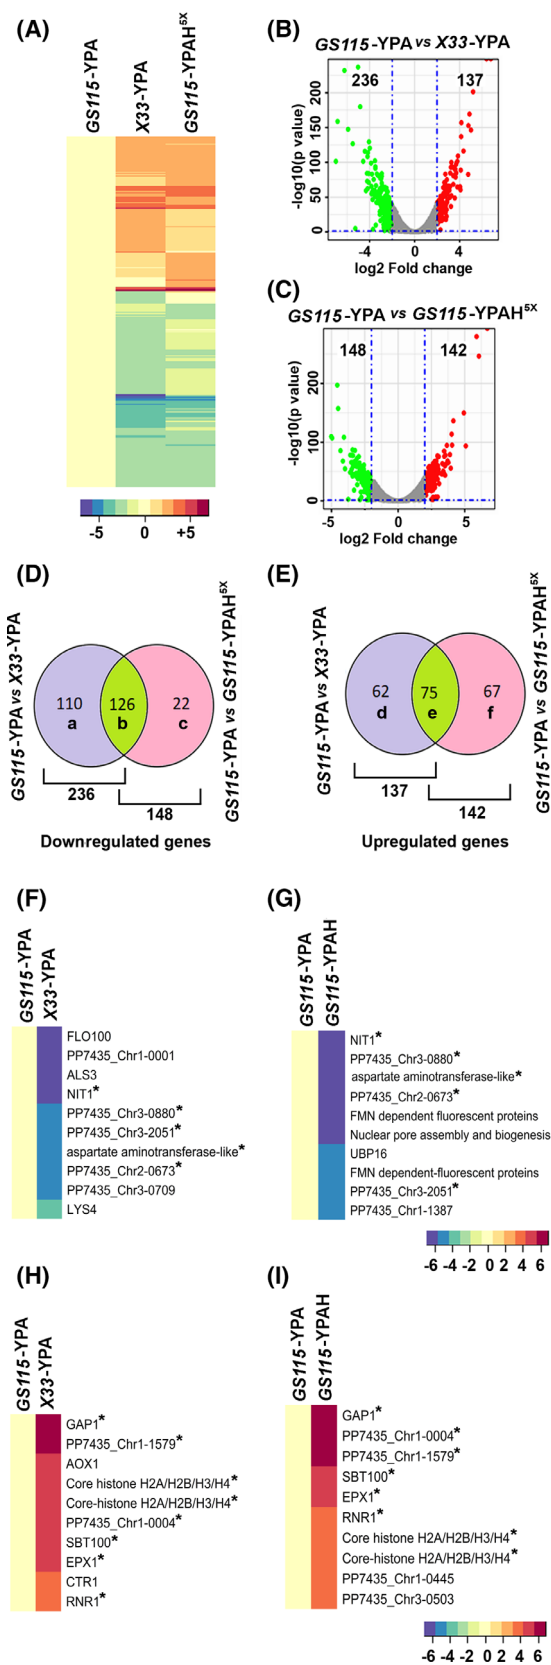 (A)
GS115-YPA
X33-YPA
GS115-YPAH5X
-5 0 +5
(B)
GS115-YPA vs X33-YPA
236 137
-log10(p value)
200
150
100
50
0
-4 0 4
log2 Fold change
(C)
GS115-YPA vs GS115-YPAH5X
148 142
-log10(p value)
200
100
0
-5 0 5
log2 Fold change
(D)
GS115-YPA vs X33-YPA
110 126 22
a b c
GS115-YPA vs GS115-YPAH5X
236
148
Downregulated genes
(E)
GS115-YPA vs X33-YPA
62 75 67
d e f
GS115-YPA vs GS115-YPAH5X
137
142
Upregulated genes
(F)
GS115-YPA
X33-YPA
FLO100
PP7435_Chr1-0001
ALS3
NIT1*
PP7435_Chr3-0880*
PP7435_Chr3-2051*
aspartate aminotransferase-like*
PP7435_Chr2-0673*
PP7435_Chr3-0709
LYS4
(G)
GS115-YPA
GS115-YPAH
NIT1*
PP7435_Chr3-0880*
aspartate aminotransferase-like*
PP7435_Chr2-0673*
FMN dependent fluorescent proteins
Nuclear pore assembly and biogenesis
UBP16
FMN dependent-fluorescent proteins
PP7435_Chr3-2051*
PP7435_Chr1-1387
-6 -4 -2 0 2 4 6
(H)
GS115-YPA
X33-YPA
GAP1*
PP7435_Chr1-1579*
AOX1
Core histone H2A/H2B/H3/H4*
Core-histone H2A/H2B/H3/H4*
PP7435_Chr1-0004*
SBT100*
EPX1*
CTR1
RNR1*
(I)
GS115-YPA
GS115-YPAH
GAP1*
PP7435_Chr1-0004*
PP7435_Chr1-1579*
SBT100*
EPX1*
RNR1*
Core histone H2A/H2B/H3/H4*
Core-histone H2A/H2B/H3/H4*
PP7435_Chr1-0445
PP7435_Chr3-0503
-6 -4 -2 0 2 4 6